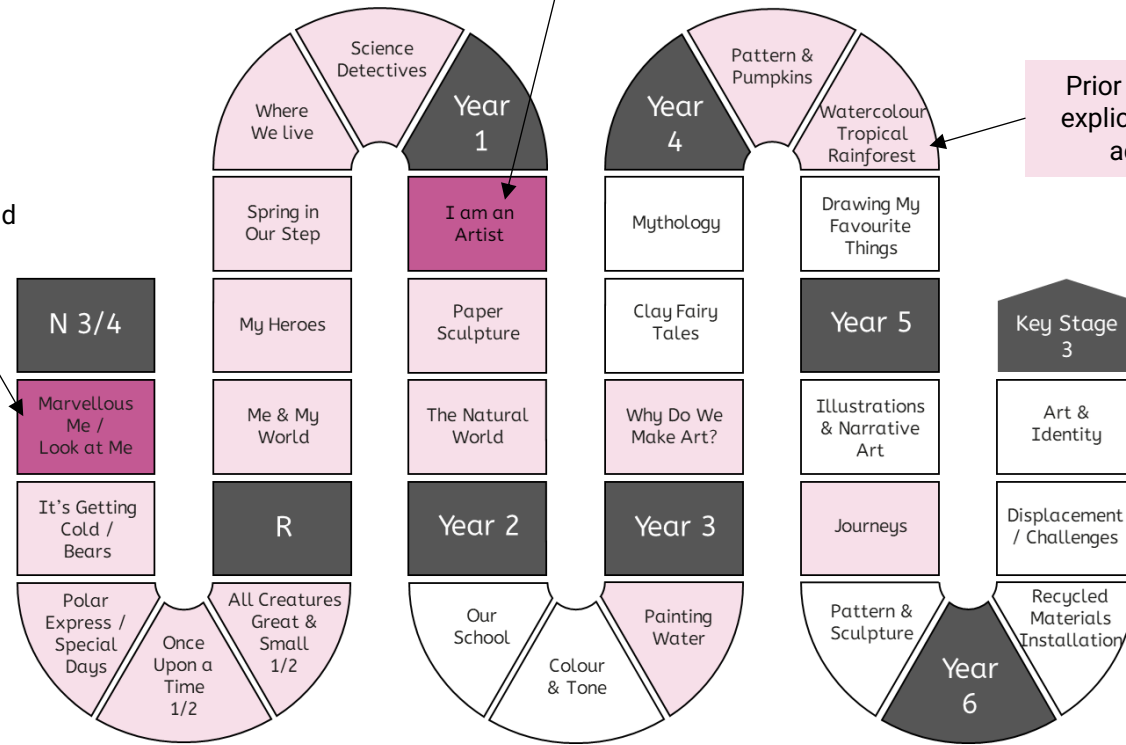 d
N 3/4
Marvellous
Me /
Look at Me
It's Getting
Cold /
Bears
Polar
Express /
Special
Days
Once
Upon a
Time
1/2
All Creatures
Great &
Small
1/2
R
Me & My
World
My Heroes
Spring in
Our Step
Where
We live
Science
Detectives
Year
1
I am an
Artist
Paper
Sculpture
The Natural
World
Year 2
Our
School
Colour
& Tone
Painting
Water
Year 3
Why Do We
Make Art?
Clay Fairy
Tales
Mythology
Year
4
Pattern &
Pumpkins
Watercolour
Tropical
Rainforest
Prior
explic
a
Drawing My
Favourite
Things
Year 5
Illustrations
& Narrative
Art
Journeys
Pattern &
Sculpture
Year
6
Recycled
Materials
Installation
Displacement
/ Challenges
Art &
Identity
Key Stage
3